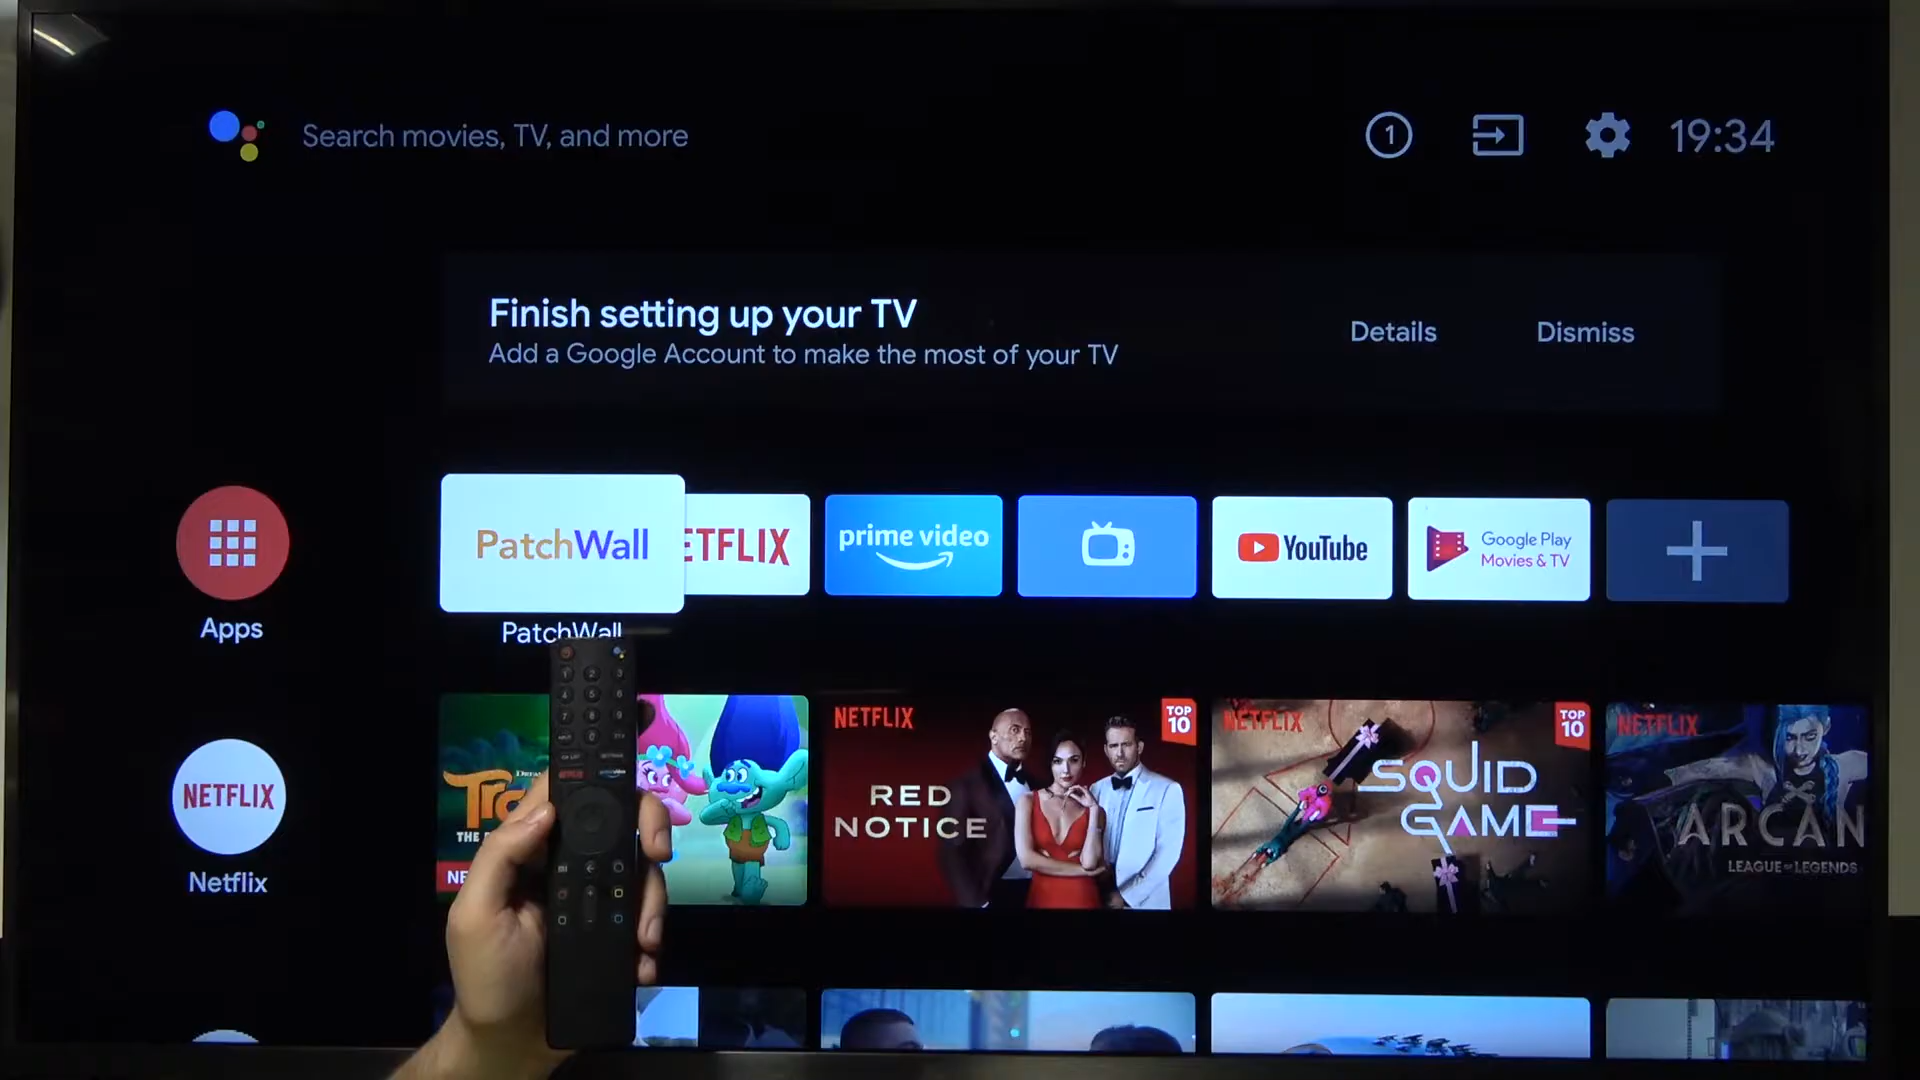 Search movies, TV, and more
1
19:34
Finish setting up your TV
Add a Google Account to make the most of your TV
Details
Dismiss
PatchWall
ETFLIX
prime video
YouTube
Google Play
Movies & TV
Apps
PatchWall
NETFLIX
TOP
10
RED
NOTICE
NETFLIX
TOP
10
SQUID
GAME
NETFLIX
ARCAN
LEAGUE OF LEGENDS
NETFLIX
Netflix
THE
NE